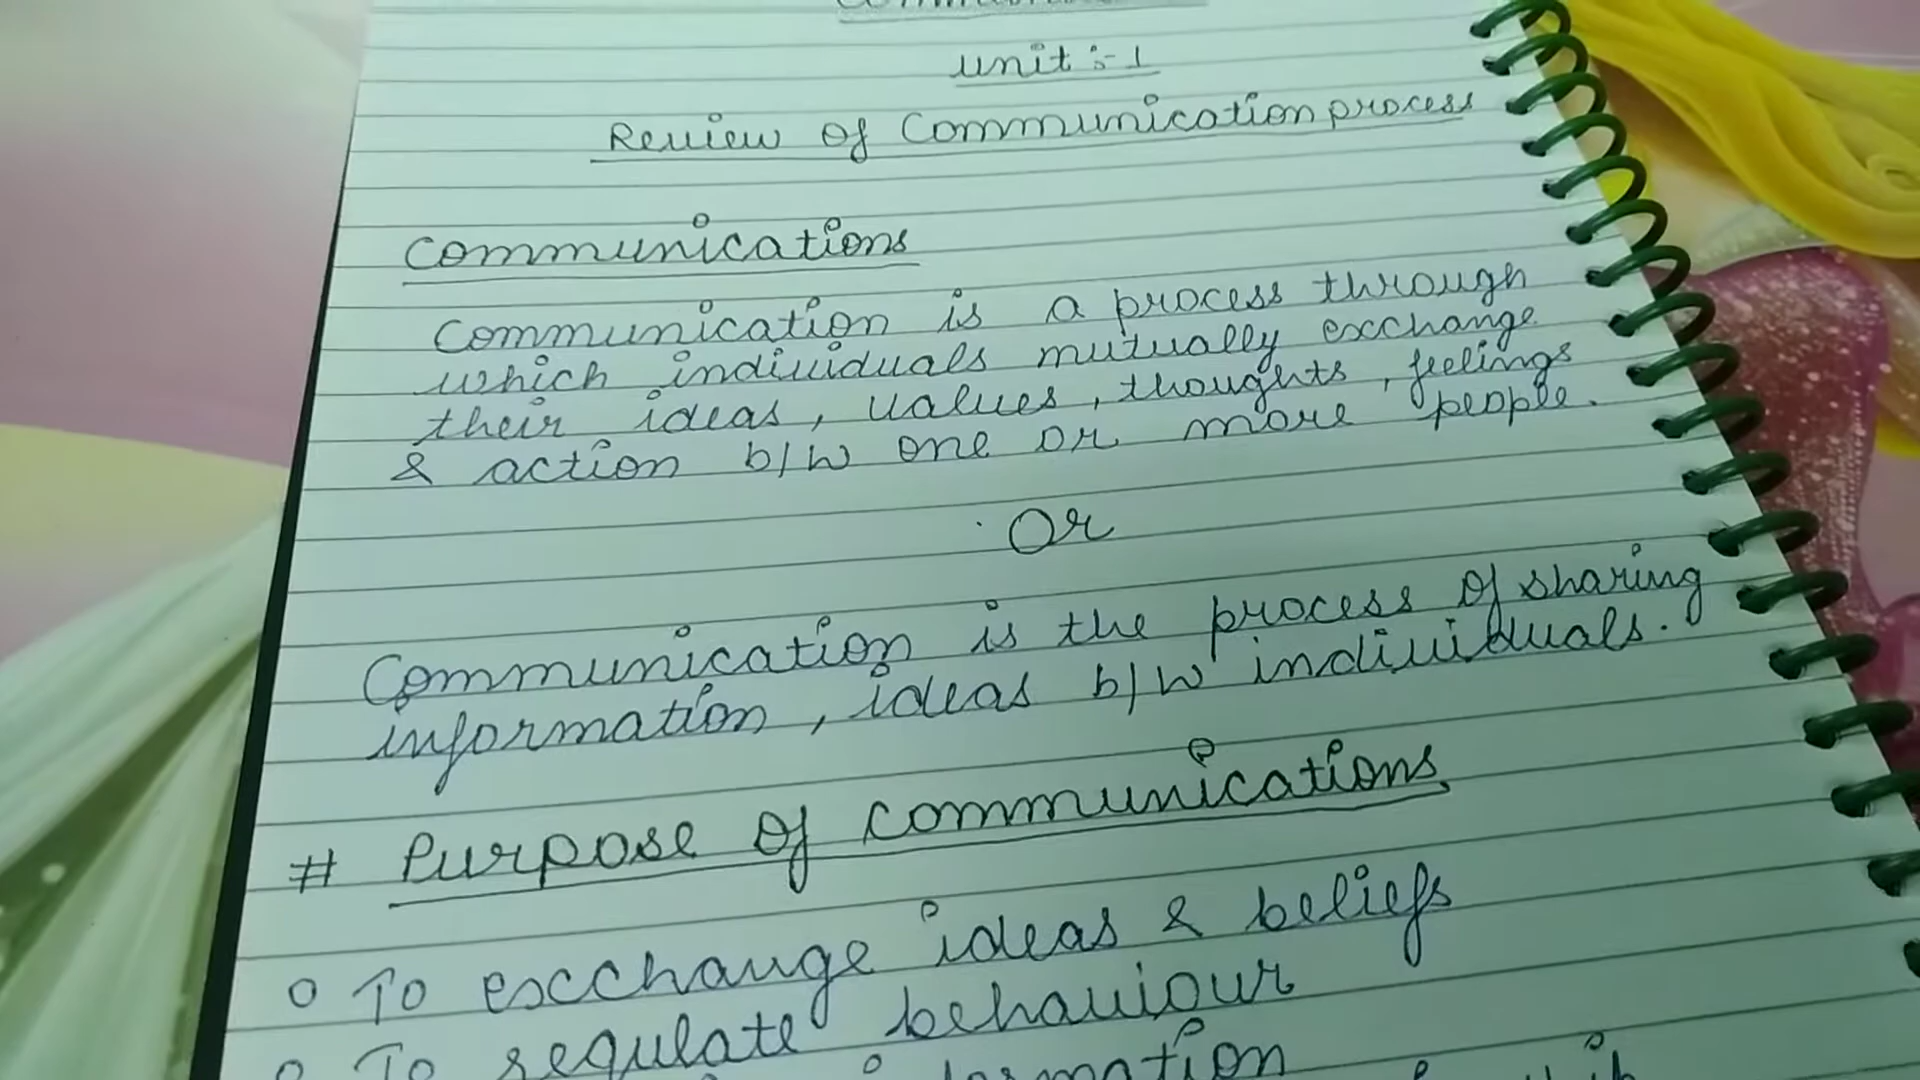 Unit :- 1
Review Of Communication process
Communications
Communication is a process through
which individuals mutually exchange
their ideas, values, thoughts, feelings
& action b/w one or more people.
Or
Communication is the process Of sharing
information, ideas b/w individuals.
# Purpose Of communications
o To exchange ideas & beliefs
o To regulate behaviour